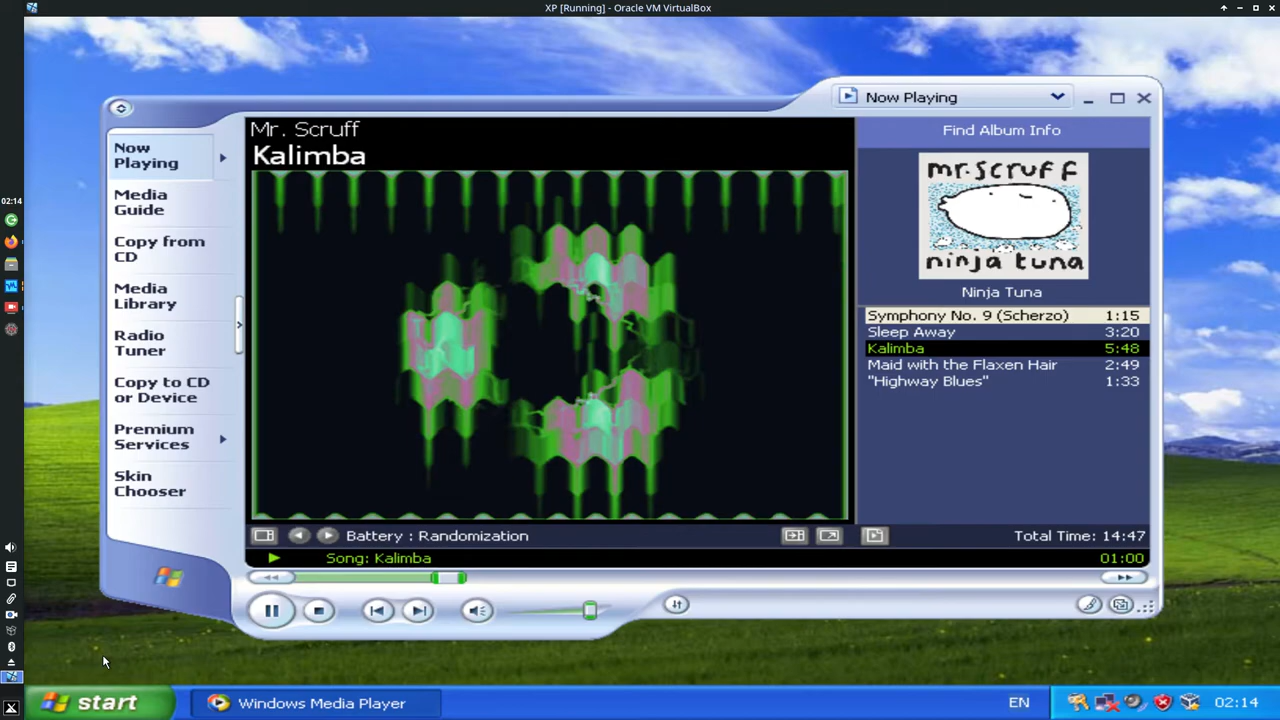 XP [Running] - Oracle VM VirtualBox
02:14
Now Playing
Now
Playing
Media
Guide
Copy from
CD
Media
Library
Radio
Tuner
Copy to CD
or Device
Premium
Services
Skin
Chooser
Mr. Scruff
Kalimba
Find Album Info
mr.scruff
ninja tuna
Ninja Tuna
Symphony No. 9 (Scherzo) 1:15
Sleep Away 3:20
Kalimba 5:48
Maid with the Flaxen Hair 2:49
"Highway Blues" 1:33
Battery : Randomization
Total Time: 14:47
Song: Kalimba 01:00
start
Windows Media Player
EN
02:14